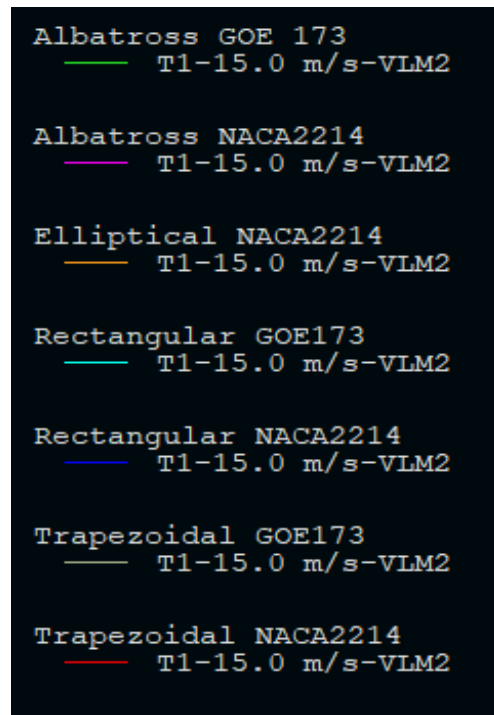 Albatross GOE 173
T1-15.0 m/s-VLM2
Albatross NACA2214
T1-15.0 m/s-VLM2
Elliptical NACA2214
T1-15.0 m/s-VLM2
Rectangular GOE173
T1-15.0 m/s-VLM2
Rectangular NACA2214
T1-15.0 m/s-VLM2
Trapezoidal GOE173
T1-15.0 m/s-VLM2
Trapezoidal NACA2214
T1-15.0 m/s-VLM2